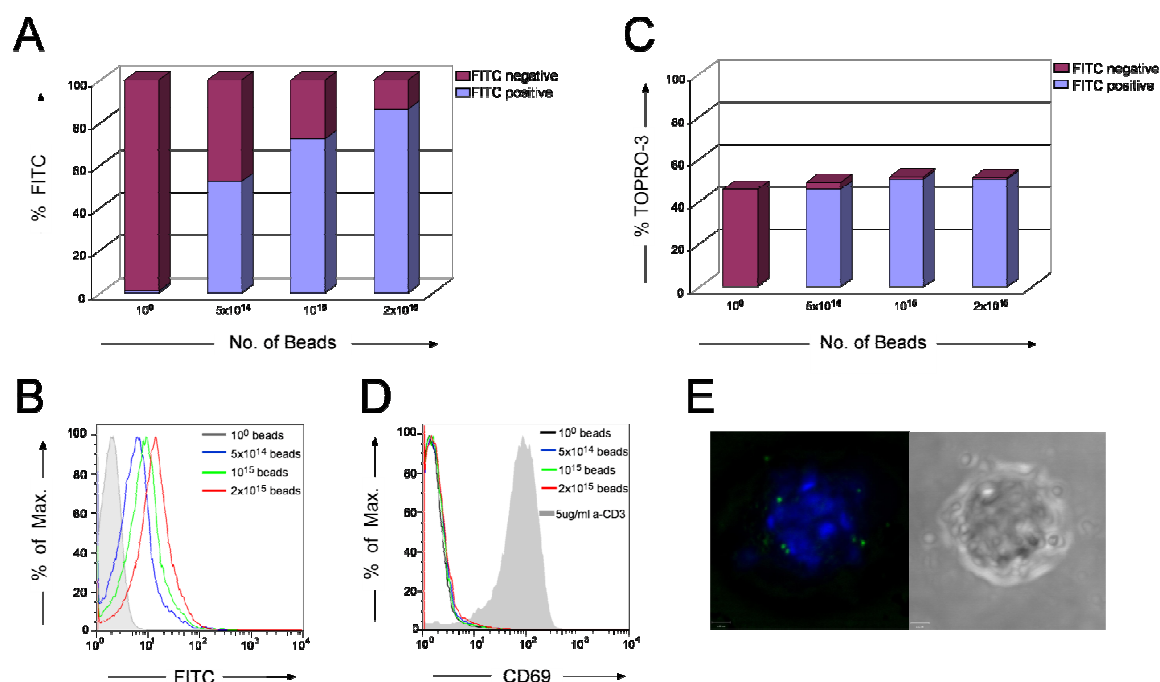 A
% FITC
100
80
60
40
20
0
10⁰
5x10¹⁴
10¹⁵
2x10¹⁵
No. of Beads
FITC negative
FITC positive
C
% TOPRO-3
100
80
60
40
20
0
10⁰
5x10¹⁴
10¹⁵
2x10¹⁵
No. of Beads
FITC negative
FITC positive
B
% of Max.
100
80
60
40
20
0
10⁰ 10¹ 10² 10³ 10⁴
FITC
10⁰ beads
5x10¹⁴ beads
10¹⁵ beads
2x10¹⁵ beads
D
% of Max.
100
80
60
40
20
0
10⁰ 10¹ 10² 10³ 10⁴
CD69
10⁰ beads
5x10¹⁴ beads
10¹⁵ beads
2x10¹⁵ beads
5ug/ml a-CD3
E